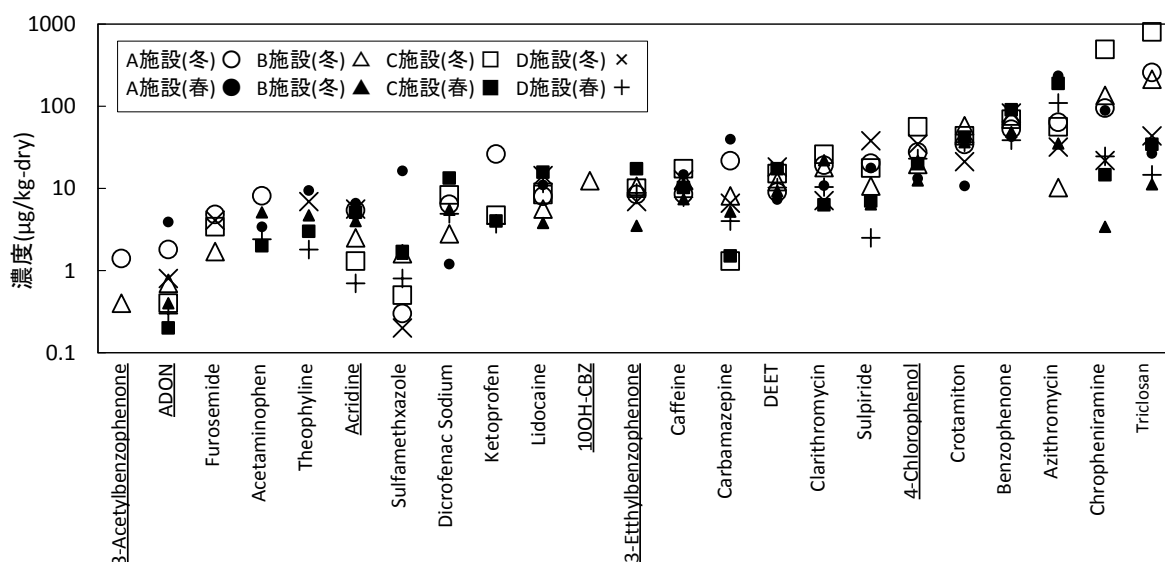 1000
100
10
1
0.1
濃度(μg/kg-dry)
A施設(冬) B施設(冬) C施設(冬) D施設(冬)
A施設(春) B施設(冬) C施設(春) D施設(春)
3-Acetylbenzophenone
ADON
Furosemide
Acetaminophen
Theophyline
Acridine
Sulfamethxazole
Dicrofenac Sodium
Ketoprofen
Lidocaine
10OH-CBZ
3-Etthylbenzophenone
Caffeine
Carbamazepine
DEET
Clarithromycin
Sulpiride
4-Chlorophenol
Crotamiton
Benzophenone
Azithromycin
Chropheniramine
Triclosan